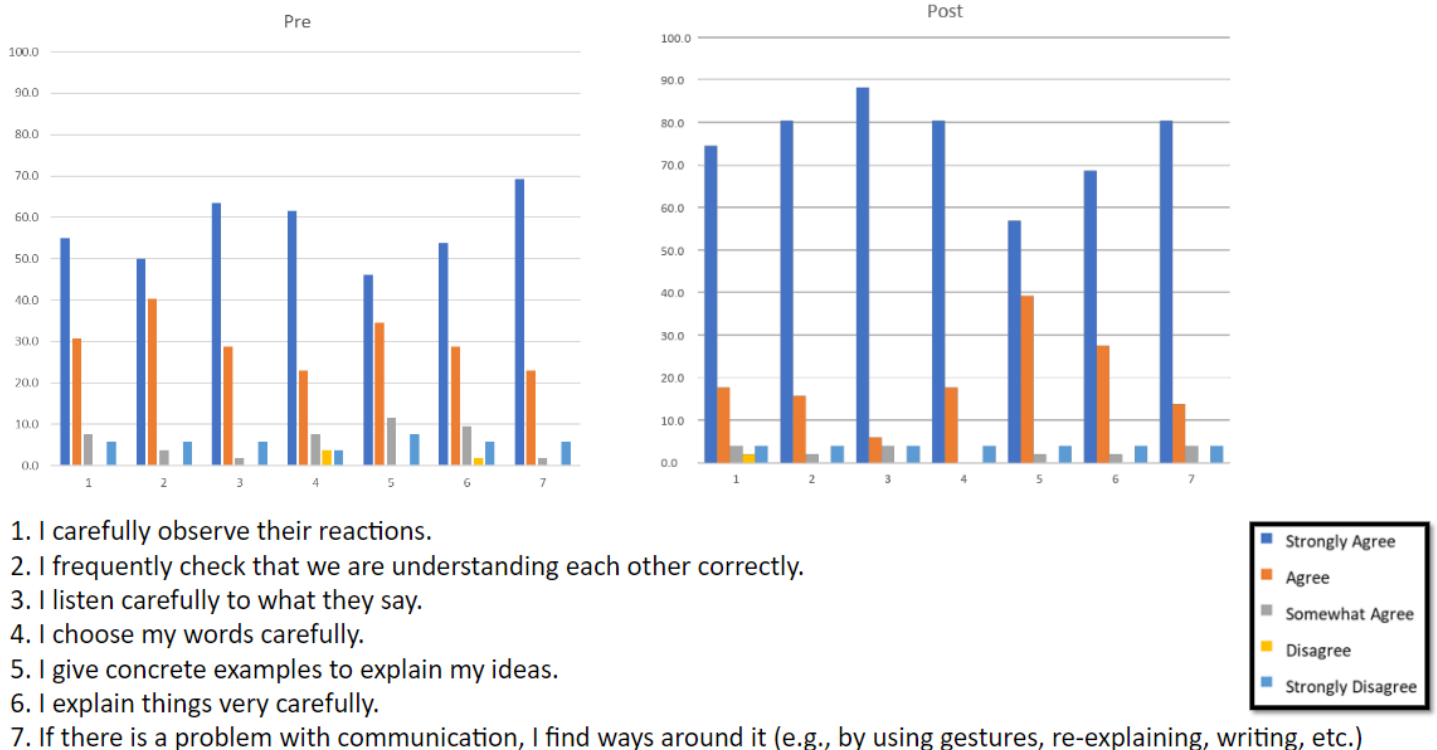 Pre
100.0
90.0
80.0
70.0
60.0
50.0
40.0
30.0
20.0
10.0
0.0
1 2 3 4 5 6 7
Post
100.0
90.0
80.0
70.0
60.0
50.0
40.0
30.0
20.0
10.0
0.0
1 2 3 4 5 6 7
1. I carefully observe their reactions.
2. I frequently check that we are understanding each other correctly.
3. I listen carefully to what they say.
4. I choose my words carefully.
5. I give concrete examples to explain my ideas.
6. I explain things very carefully.
7. If there is a problem with communication, I find ways around it (e.g., by using gestures, re-explaining, writing, etc.)
Strongly Agree
Agree
Somewhat Agree
Disagree
Strongly Disagree